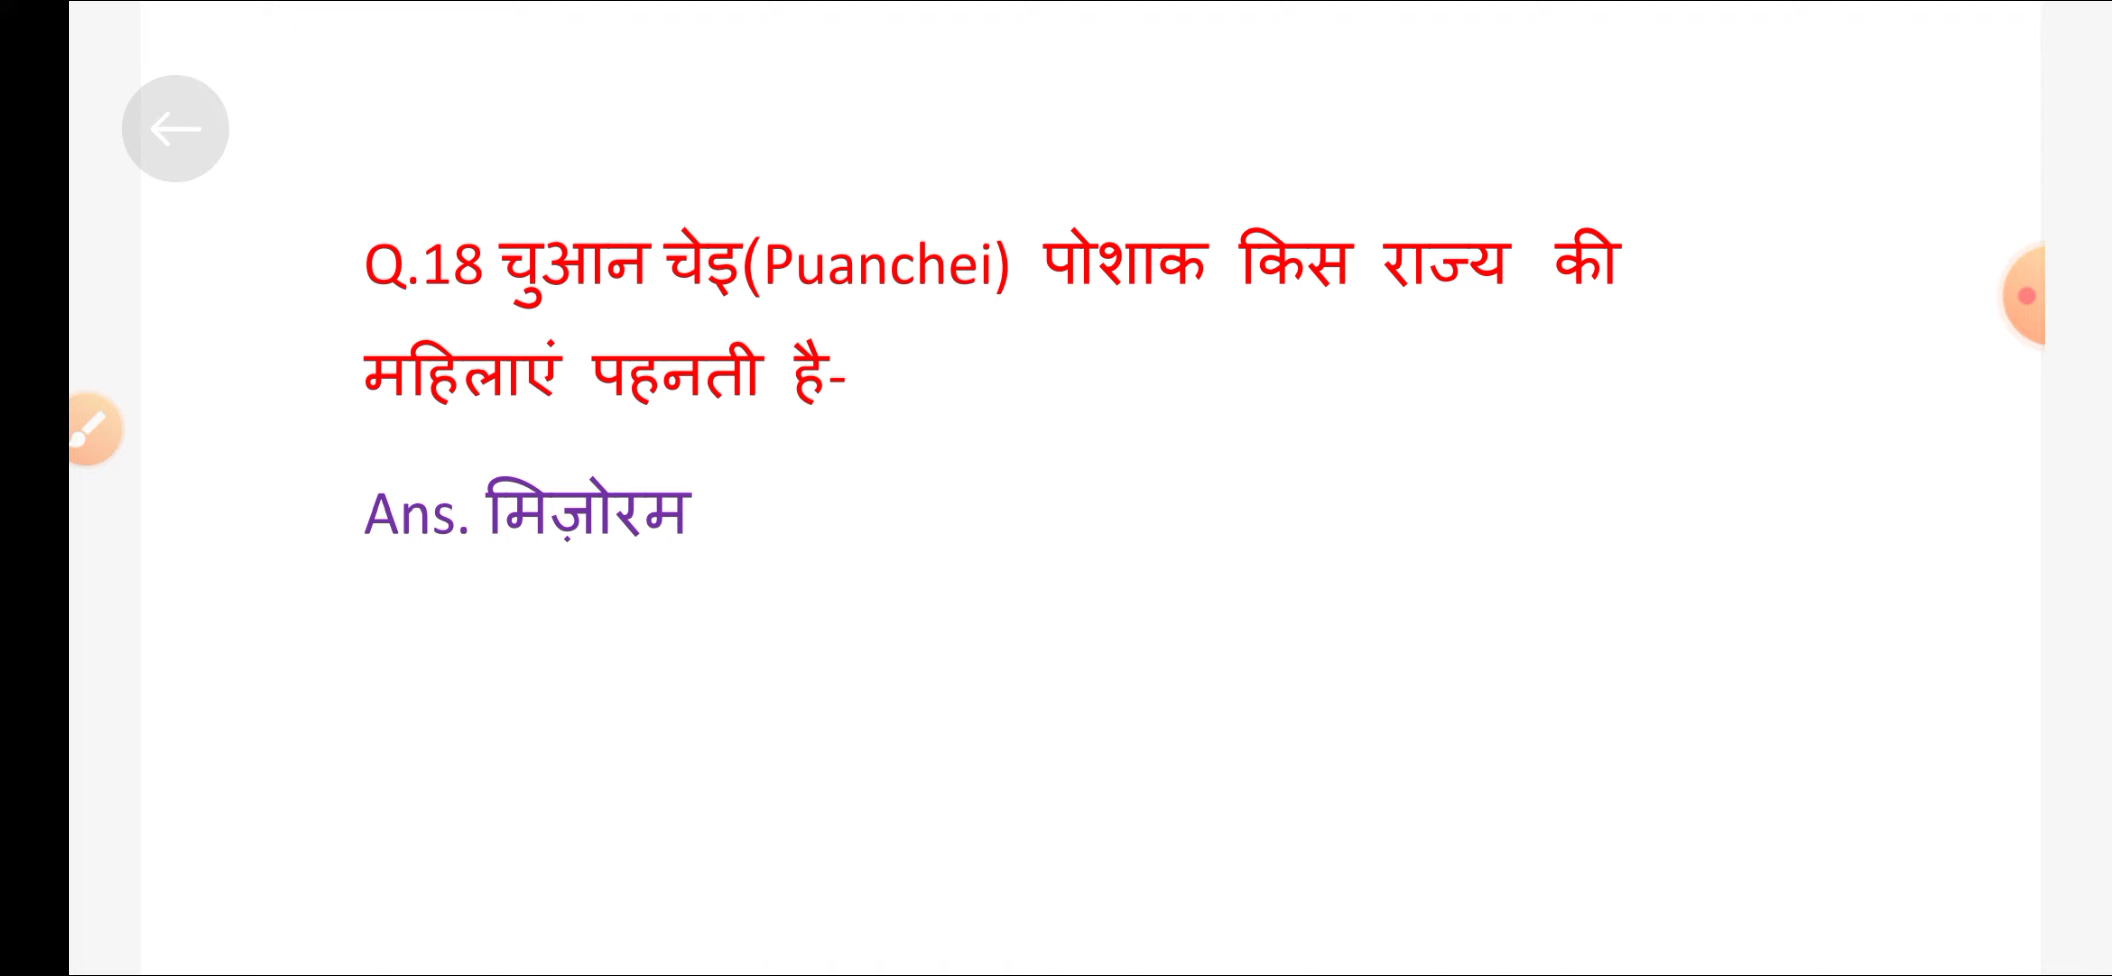 Q.18 चुआन चेइ(Puanchei) पोशाक किस राज्य की
महिलाएं पहनती है-
Ans. मिज़ोरम